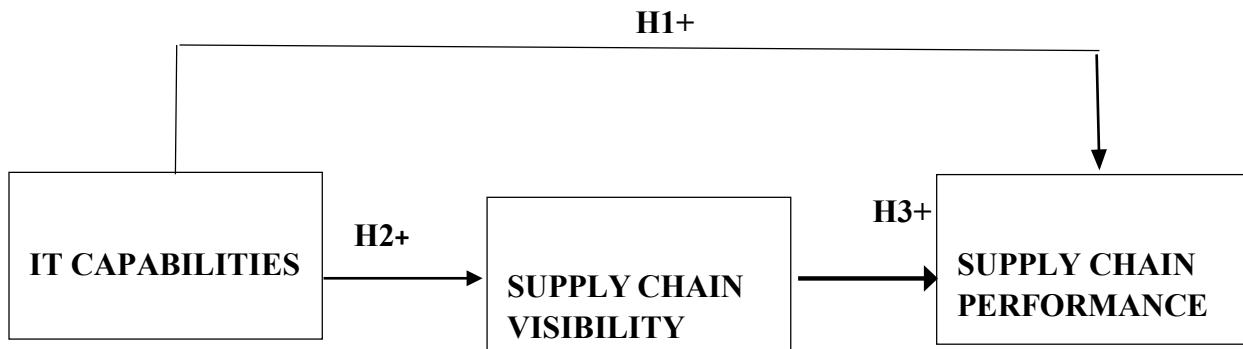 H1+
IT CAPABILITIES
H2+
SUPPLY CHAIN
VISIBILITY
H3+
SUPPLY CHAIN
PERFORMANCE